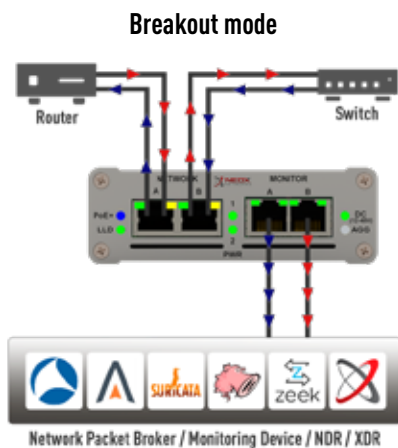 Breakout mode
Router
Switch
NETWORK
NEOX
MONITOR
A
B
A
B
PoE+
1
DC
LLD
2
AGG
PWR
SURICATA
zeek
Network Packet Broker / Monitoring Device / NDR / XDR